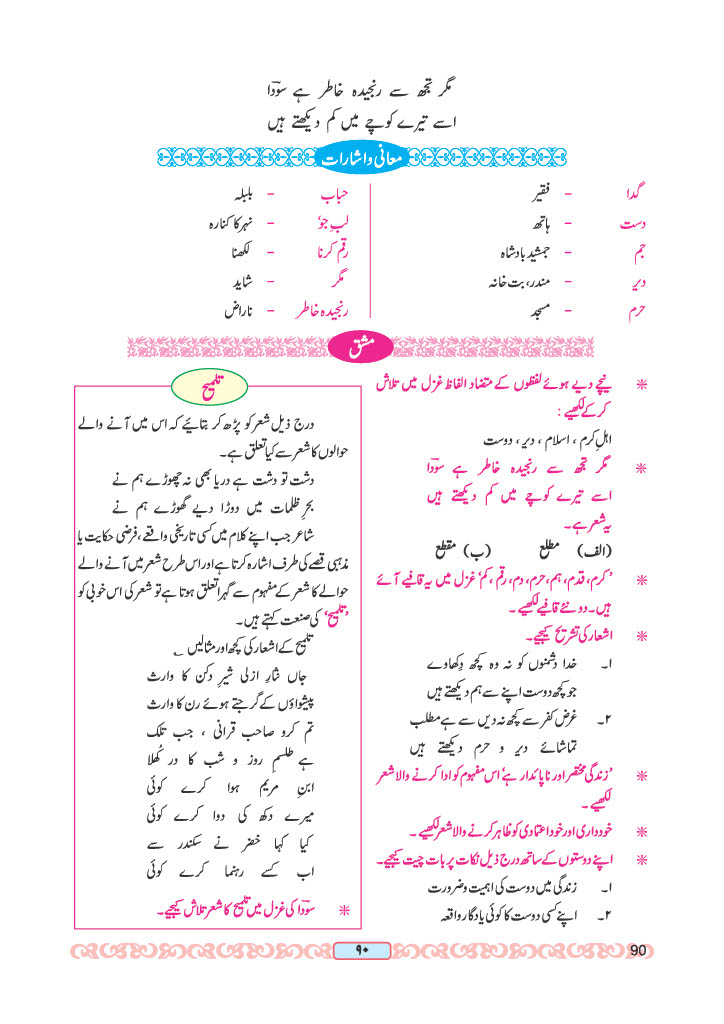 مگر تجھ سے رنجیدہ خاطر ہے سوداؔ
اسے تیرے کوچے میں کم دیکھتے ہیں
معانی و اشارات
گدا - فقیر
دست - ہاتھ
جم - جمشید بادشاہ
دیر - مندر، بت خانہ
حرم - مسجد
حباب - بلبلہ
لبِ جوٗ - نہر کا کنارہ
رقم کرنا - لکھنا
مگر - شاید
رنجیدہ خاطر - ناراض
مشق
نیچے دیے ہوئے لفظوں کے متضاد الفاظ غزل میں تلاش
کر کے لکھیے :
اہلِ کرم ، اسلام ، دیر ، دوست
مگر تجھ سے رنجیدہ خاطر ہے سوداؔ
اسے تیرے کوچے میں کم دیکھتے ہیں
یہ شعر ہے۔
(الف) مطلع (ب) مقطع
'کرم، قدم، ہم، حرم، دم، رقم، کم' غزل میں یہ قافیے آئے
ہیں۔ دو نئے قافیے لکھیے۔
اشعار کی تشریح کیجیے۔
۱۔ خدا دشمنوں کو نہ وہ کچھ دِکھاوے
جو کچھ دوست اپنے سے ہم دیکھتے ہیں
۲۔ غرض کفر سے کچھ نہ دیں سے ہے مطلب
تماشائے دیر و حرم دیکھتے ہیں
'زندگی مختصر اور ناپائدار ہے' اس مفہوم کو ادا کرنے والا شعر
لکھیے۔
خودداری اور خود اعتمادی کو ظاہر کرنے والا شعر لکھیے۔
اپنے دوستوں کے ساتھ درج ذیل نکات پر بات چیت کیجیے۔
۱۔ زندگی میں دوست کی اہمیت و ضرورت
۲۔ اپنے کسی دوست کا کوئی یادگار واقعہ
تلمیح
درج ذیل شعر کو پڑھ کر بتائیے کہ اس میں آنے والے
حوالوں کا شعر سے کیا تعلق ہے۔
دشت تو دشت ہے دریا بھی نہ چھوڑے ہم نے
بحرِ ظلمات میں دوڑا دیے گھوڑے ہم نے
شاعر جب اپنے کلام میں کسی تاریخی واقعے، فرضی حکایت یا
مذہبی قصے کی طرف اشارہ کرتا ہے اور اس طرح شعر میں آنے والے
حوالے کا شعر کے مفہوم سے گہرا تعلق ہوتا ہے تو شعر کی اس خوبی کو
'تلمیح' کی صنعت کہتے ہیں۔
تلمیح کے اشعار کی کچھ اور مثالیں ؎
جاں نثارِ ازلی شیرِ دکن کا وارث
پیشواؤں کے گرجتے ہوئے رن کا وارث
تم کرو صاحب قرانی ، جب تلک
ہے طلسمِ روز و شب کا در کُھلا
ابنِ مریم ہوا کرے کوئی
میرے دکھ کی دوا کرے کوئی
کیا کیا خضر نے سکندر سے
اب کسے رہنما کرے کوئی
سوداؔ کی غزل میں تلمیح کا شعر تلاش کیجیے۔
۹۰
90